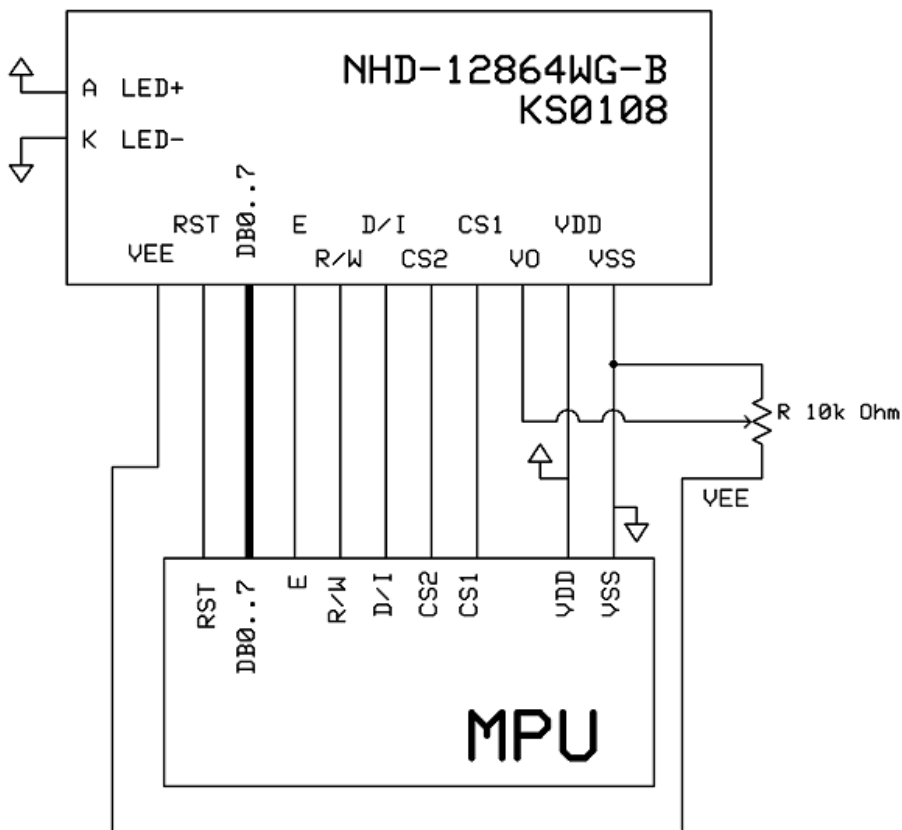 NHD-12864WG-B
KS0108
A LED+
K LED-
RST DB0..7 E D/I CS1 VDD
VEE R/W CS2 VO VSS
R 10k Ohm
VEE
RST DB0..7 E R/W D/I CS2 CS1 VDD VSS
MPU